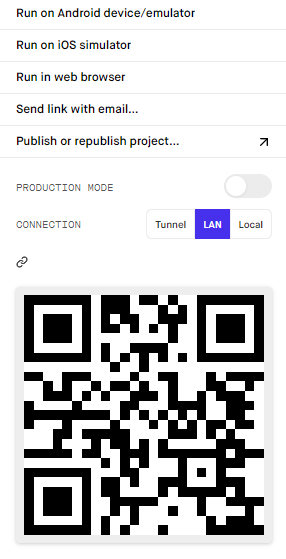 Run on Android device/emulator
Run on iOS simulator
Run in web browser
Send link with email...
Publish or republish project...
PRODUCTION MODE
CONNECTION
Tunnel
LAN
Local